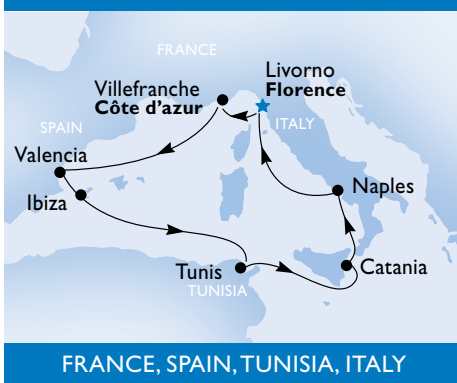 FRANCE
Livorno
Florence
Villefranche
Côte d'azur
ITALY
SPAIN
Valencia
Ibiza
Naples
Tunis
Catania
TUNISIA
FRANCE, SPAIN, TUNISIA, ITALY